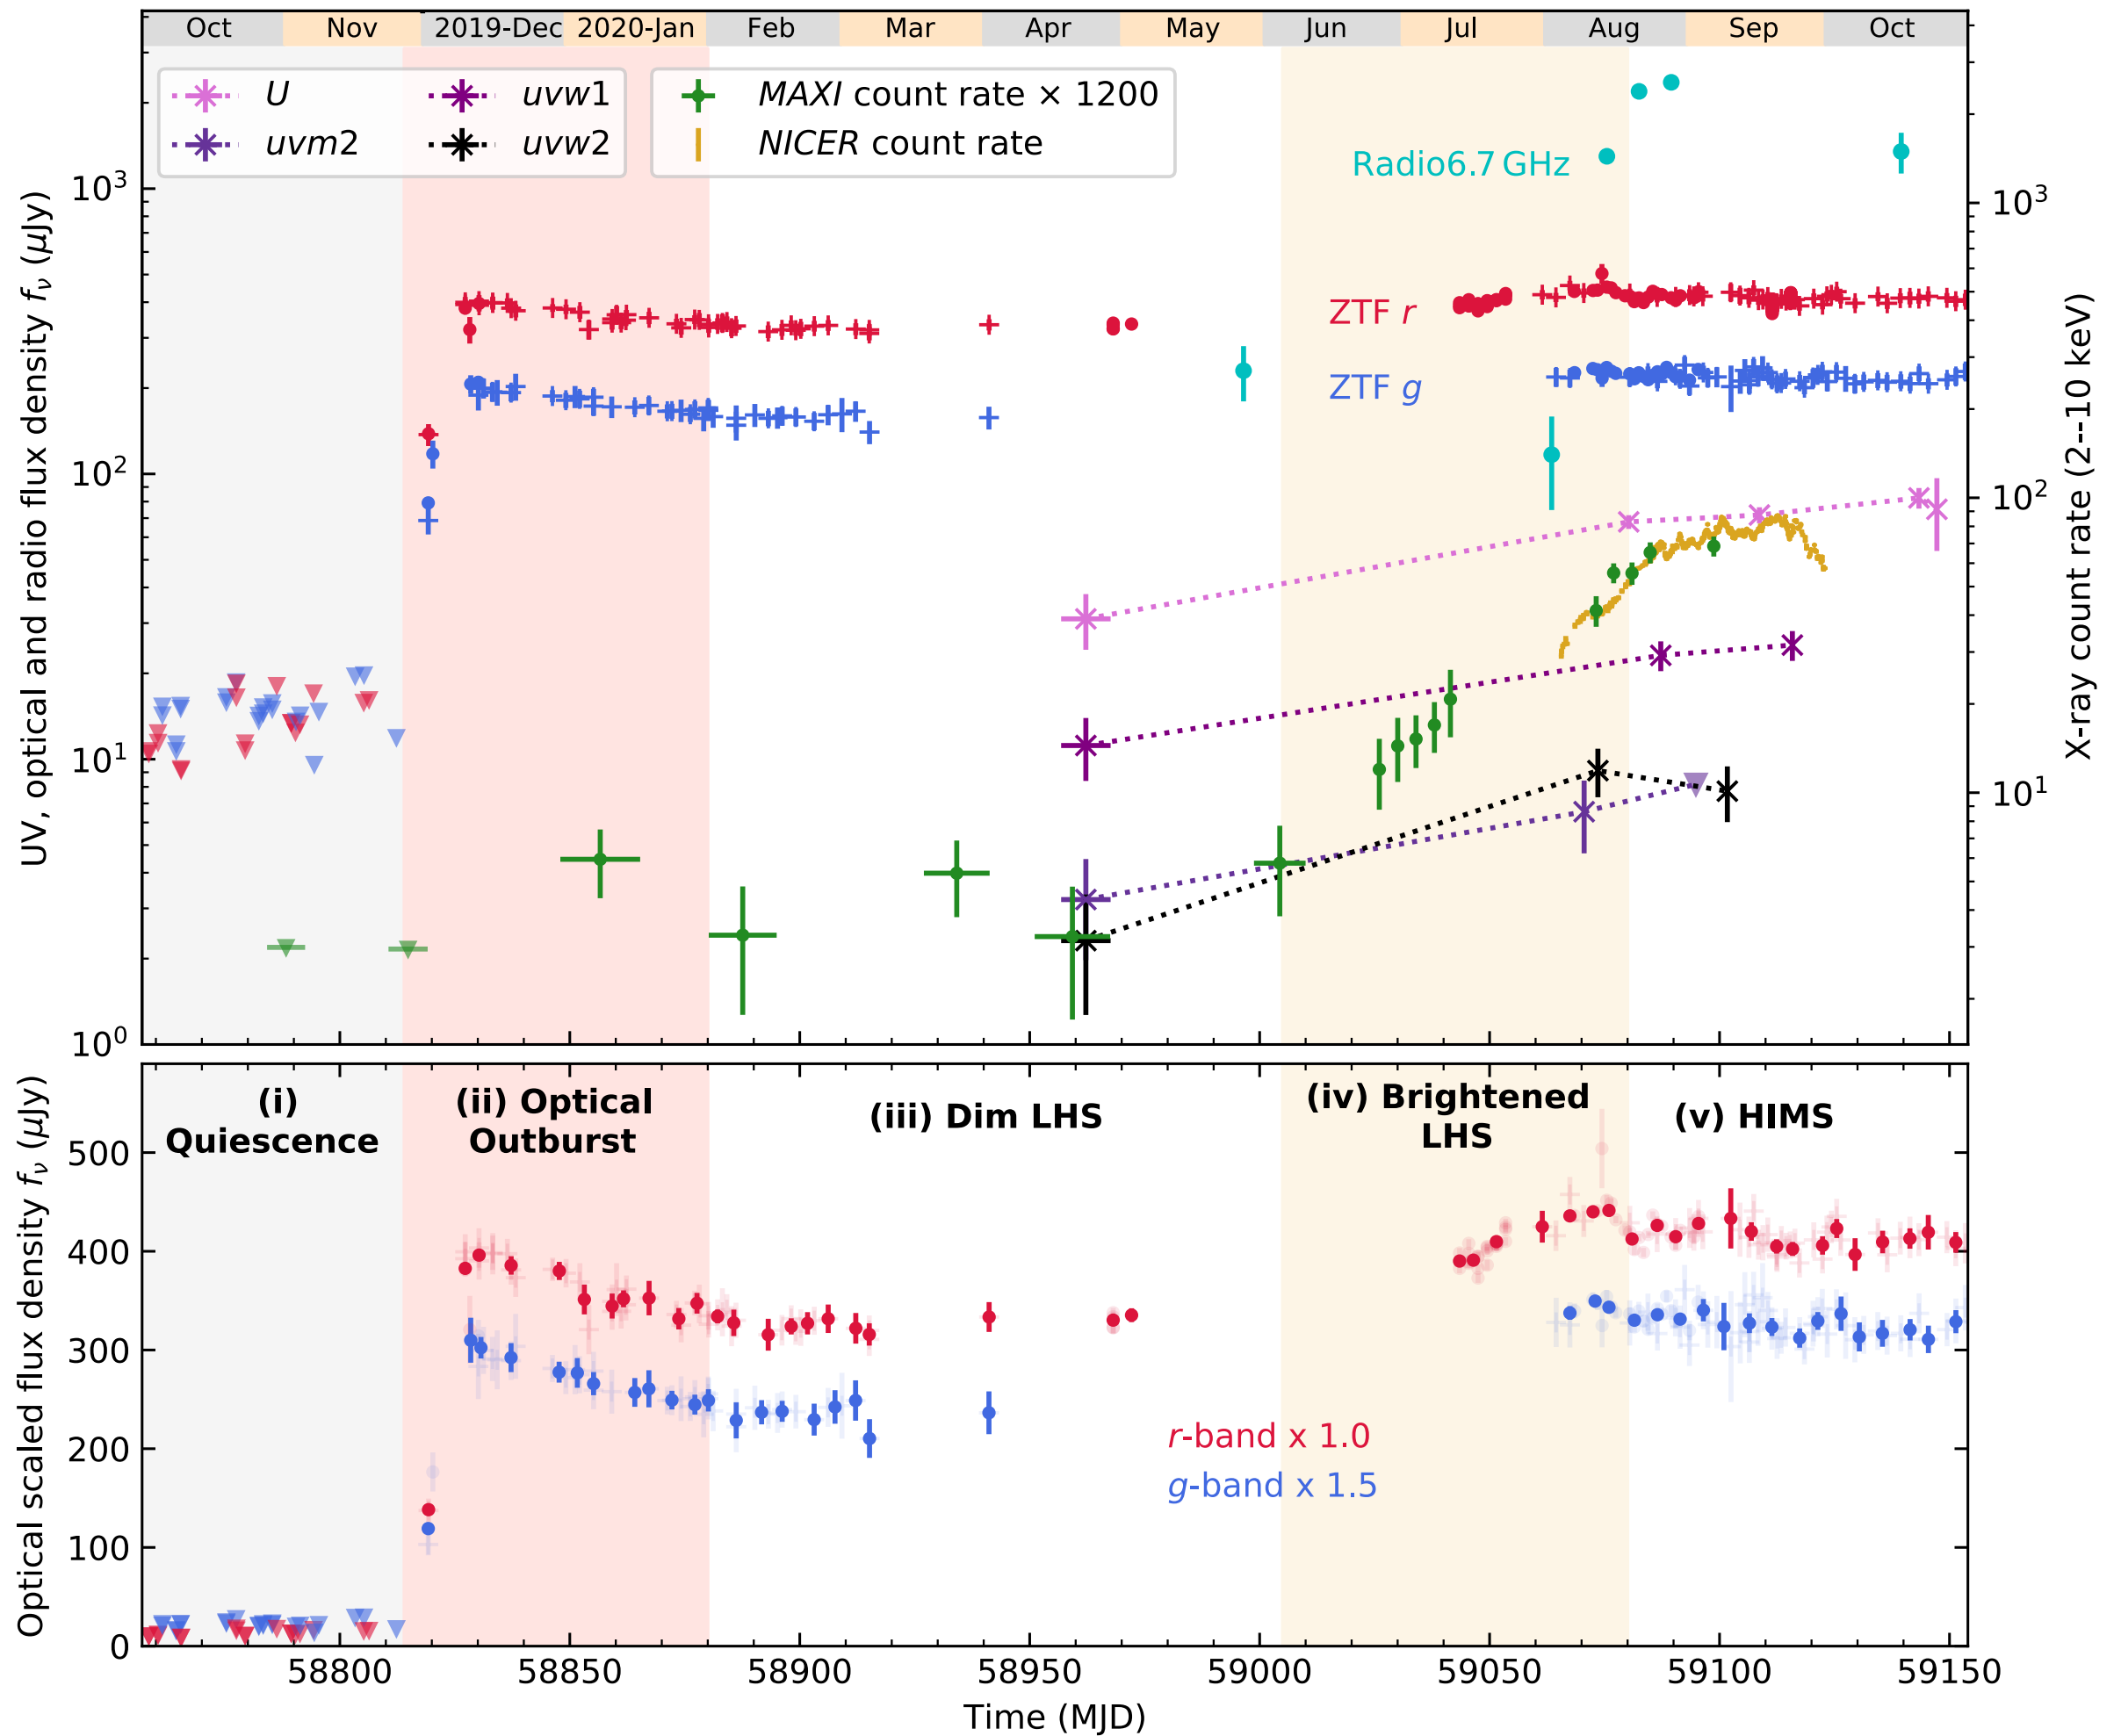 Oct Nov 2019-Dec 2020-Jan Feb Mar Apr May Jun Jul Aug Sep Oct
U uvw1 MAXI count rate × 1200
uvm2 uvw2 NICER count rate
Radio6.7 GHz
ZTF r
ZTF g
UV, optical and radio flux density fν (μJy)
10³
10²
10¹
10⁰
X-ray count rate (2--10 keV)
10³
10²
10¹
(i)
Quiescence
(ii) Optical
Outburst
(iii) Dim LHS
(iv) Brightened
LHS
(v) HIMS
r-band x 1.0
g-band x 1.5
Optical scaled flux density fν (μJy)
500
400
300
200
100
0
58800 58850 58900 58950 59000 59050 59100 59150
Time (MJD)